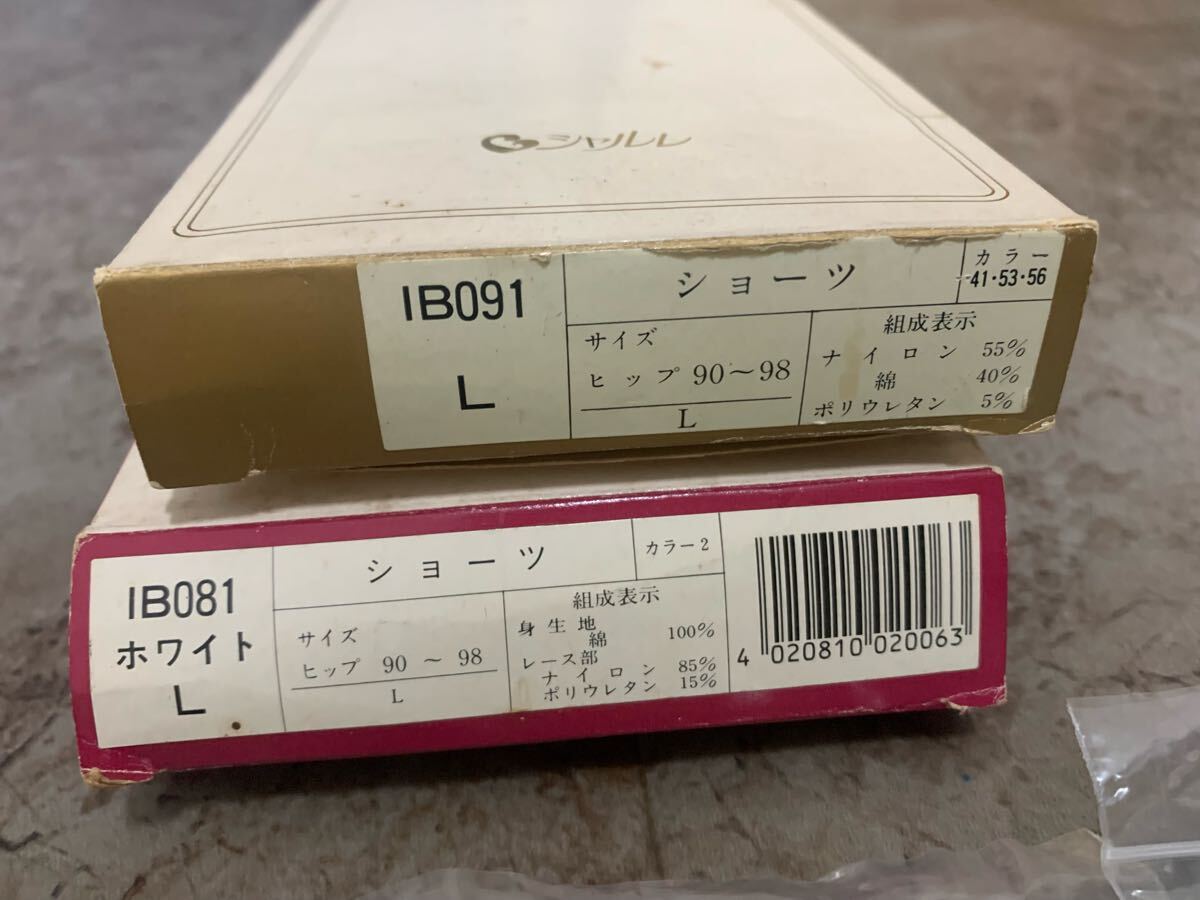 シャルレ
IB091
L
ショーツ
カラー
41・53・56
サイズ
ヒップ 90～98
L
組成表示
ナイロン 55%
綿 40%
ポリウレタン 5%
IB081
ホワイト
L
ショーツ
カラー2
サイズ
ヒップ 90～98
L
組成表示
身生地
綿 100%
レース部
ナイロン 85%
ポリウレタン 15%
4 020810 020063